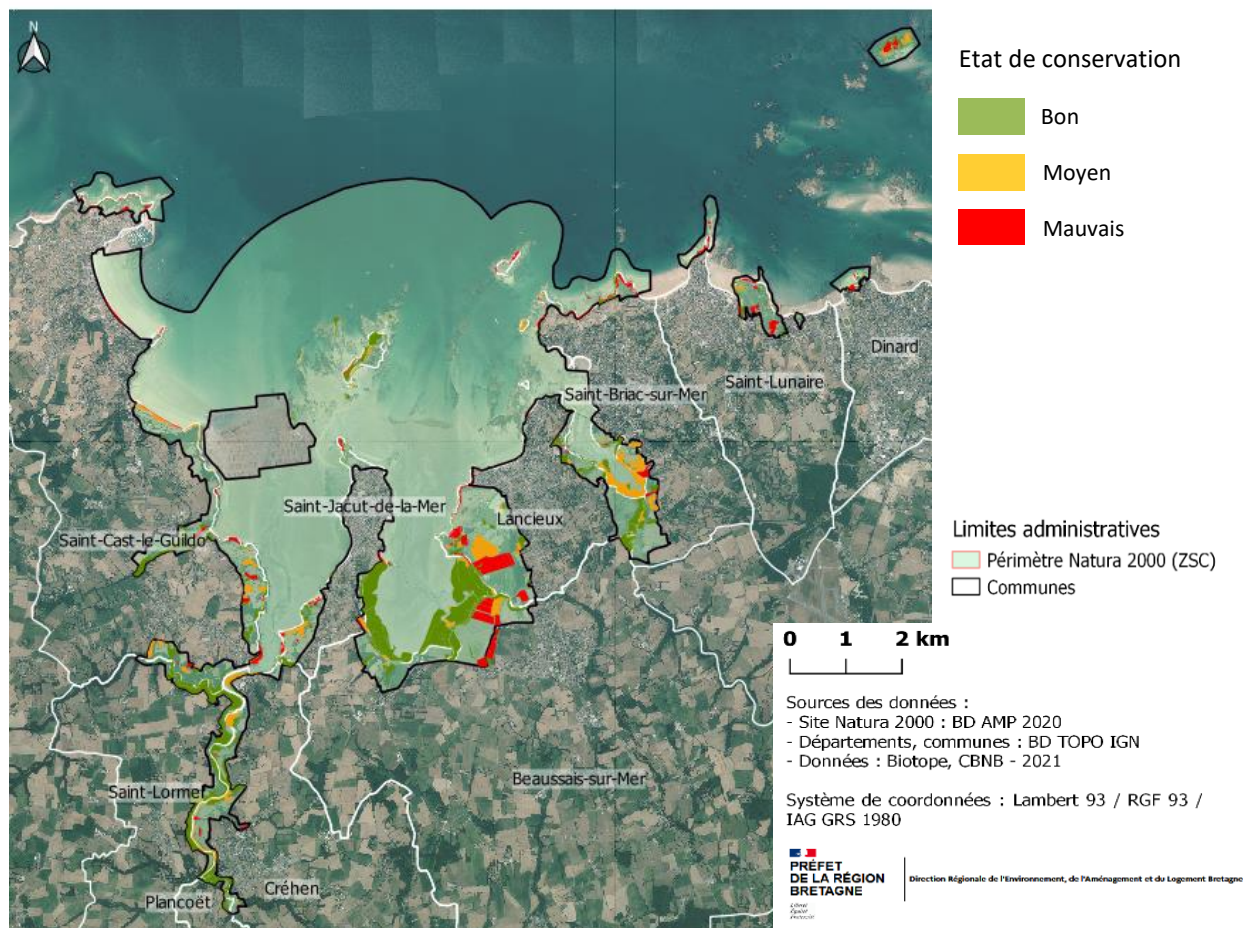 N
Etat de conservation
Bon
Moyen
Mauvais
Dinard
Saint-Lunaire
Saint-Briac-sur-Mer
Saint-Jacut-de-la-Mer
Lancieux
Saint-Cast-le-Guildo
Limites administratives
Périmètre Natura 2000 (ZSC)
Communes
0 1 2 km
Sources des données :
- Site Natura 2000 : BD AMP 2020
- Départements, communes : BD TOPO IGN
- Données : Biotope, CBNB - 2021
Système de coordonnées : Lambert 93 / RGF 93 /
IAG GRS 1980
Beaussais-sur-Mer
Saint-Lormel
Créhen
Plancoët
PRÉFET
DE LA RÉGION
BRETAGNE
Liberté
Égalité
Fraternité
Direction Régionale de l'Environnement, de l'Aménagement et du Logement Bretagne